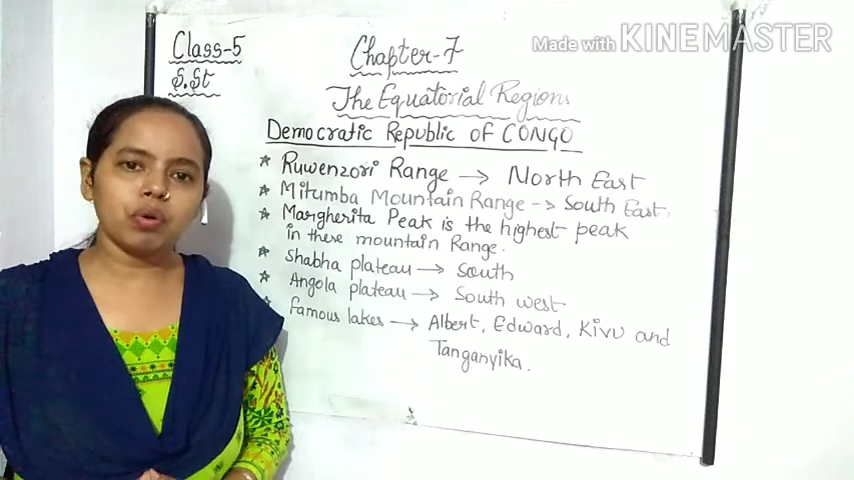 Made with KINEMASTER
Class-5
S.St
Chapter-7
The Equatorial Regions
Democratic Republic of CONGO
* Ruwenzori Range → North East
* Mitumba Mountain Range -> South East.
* Margherita Peak is the highest peak
in these mountain Range.
* Shabha plateau → South
* Angola plateau → South west
* Famous lakes → Albert, Edward, Kivu and
Tanganyika.